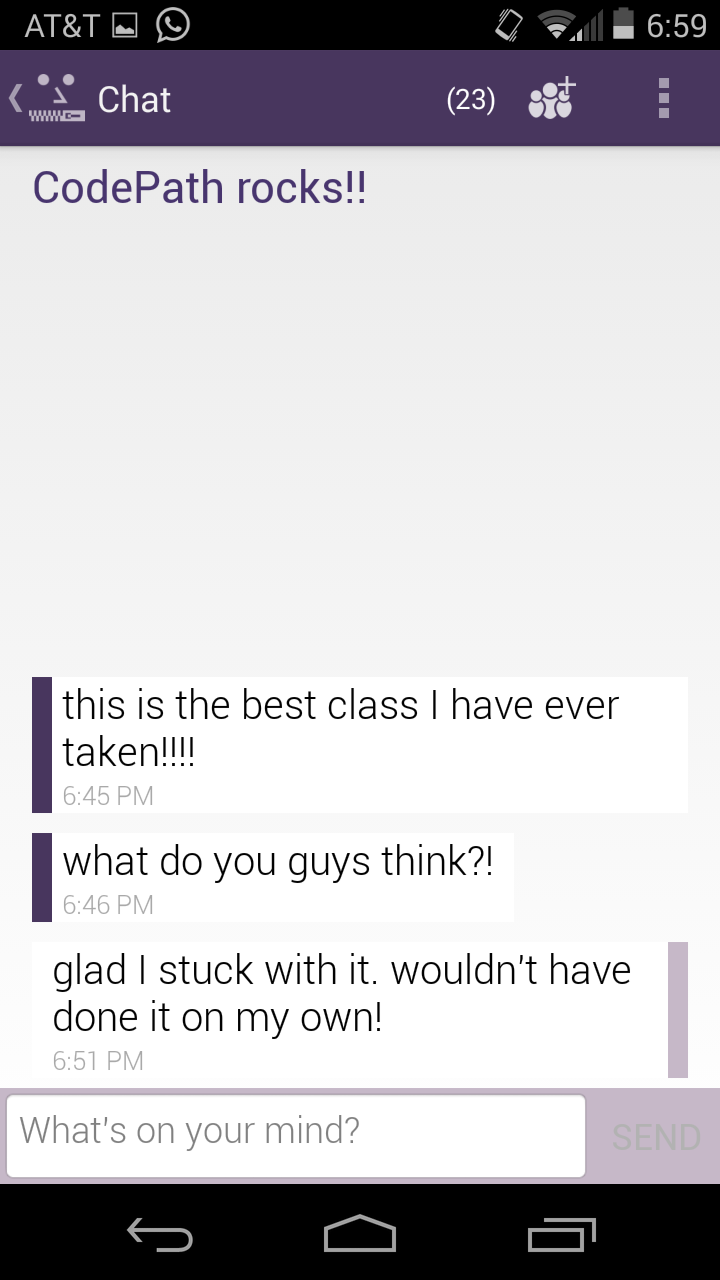 AT&T 6:59
Chat (23)
CodePath rocks!!
this is the best class I have ever
taken!!!!
6:45 PM
what do you guys think?!
6:46 PM
glad I stuck with it. wouldn't have
done it on my own!
6:51 PM
What's on your mind? SEND